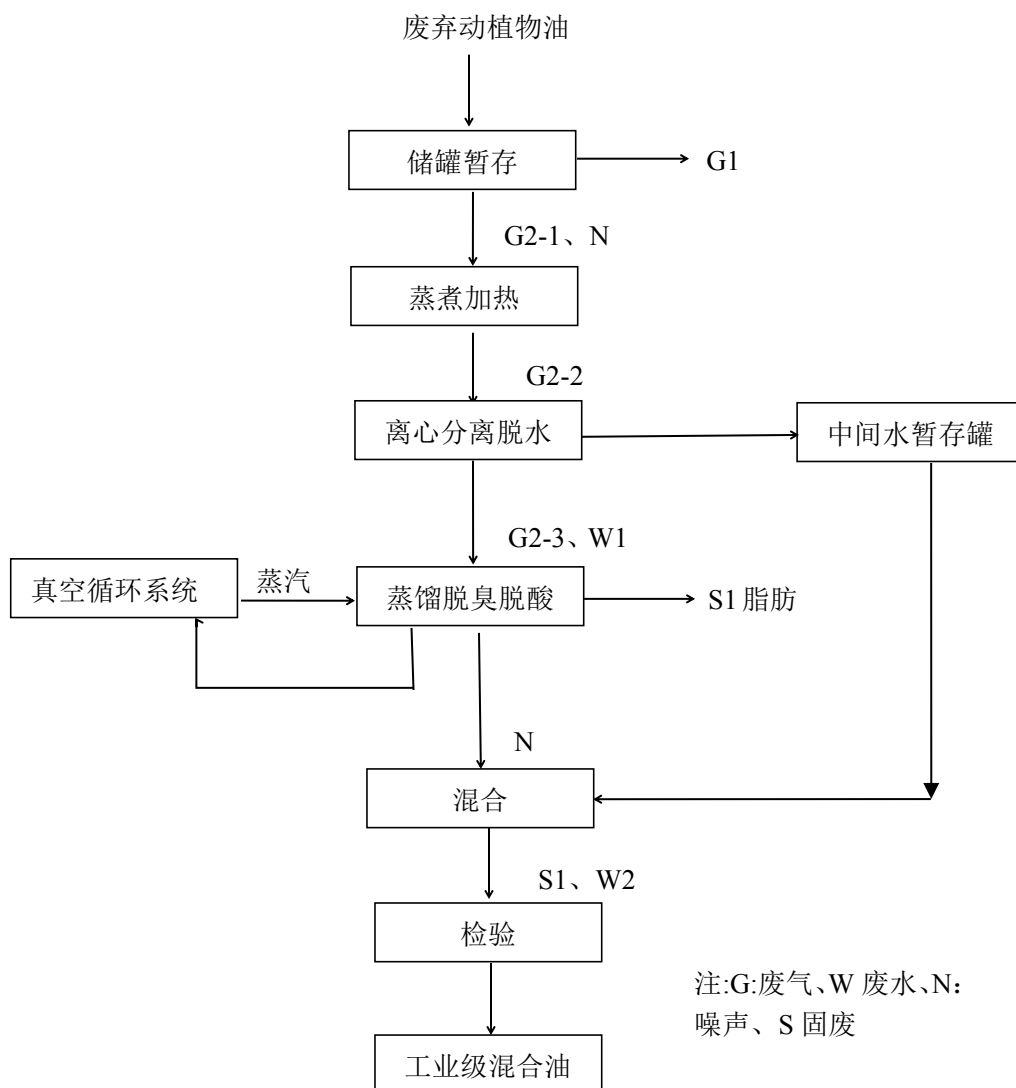 废弃动植物油
储罐暂存
G1
G2-1、N
蒸煮加热
G2-2
离心分离脱水
中间水暂存罐
G2-3、W1
真空循环系统
蒸汽
蒸馏脱臭脱酸
S1 脂肪
N
混合
S1、W2
检验
注:G:废气、W 废水、N：
噪声、S 固废
工业级混合油